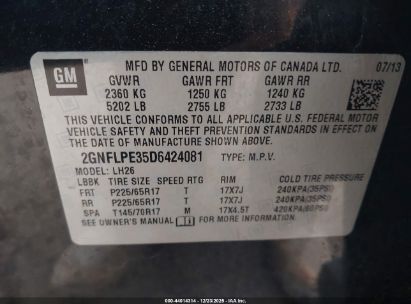 GM
MFD BY GENERAL MOTORS OF CANADA LTD. 07/13
GVWR GAWR FRT GAWR RR
2360 KG 1250 KG 1240 KG
5202 LB 2755 LB 2733 LB
THIS VEHICLE CONFORMS TO ALL APPLICABLE U.S. FEDERAL MOTOR
VEHICLE SAFETY, BUMPER, AND THEFT PREVENTION STANDARDS IN EFFECT ON
THE DATE OF MANUFACTURE SHOWN ABOVE.
2GNFLPE35D6424081 TYPE: M.P.V.
MODEL: LH26
LBBK TIRE SIZE SPEED RTG RIM COLD TIRE PRESSURE
FRT P225/65R17 T 17X7J 240KPA(35PSI)
RR P225/65R17 T 17X7J 240KPA(35PSI)
SPA T145/70R17 M 17X4.5T 420KPA(60PSI)
SEE OWNER'S MANUAL FOR MORE INFORMATION.